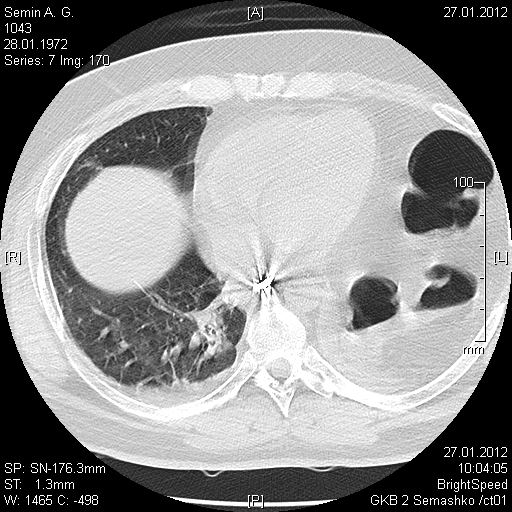 Semin A. G.
1043
28.01.1972
Series: 7 Img: 170
[A]
27.01.2012
100
[R]
[L]
mm
SP: SN-176.3mm
ST: 1.3mm
W: 1465 C: -498
[P]
27.01.2012
10:04:05
BrightSpeed
GKB 2 Semashko /ct01